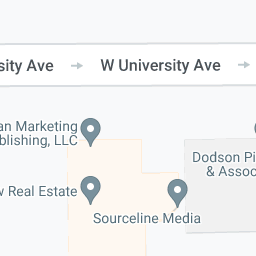 sity Ave → W University Ave →
an Marketing
blishing, LLC
Dodson Pi
& Assoc
w Real Estate
Sourceline Media